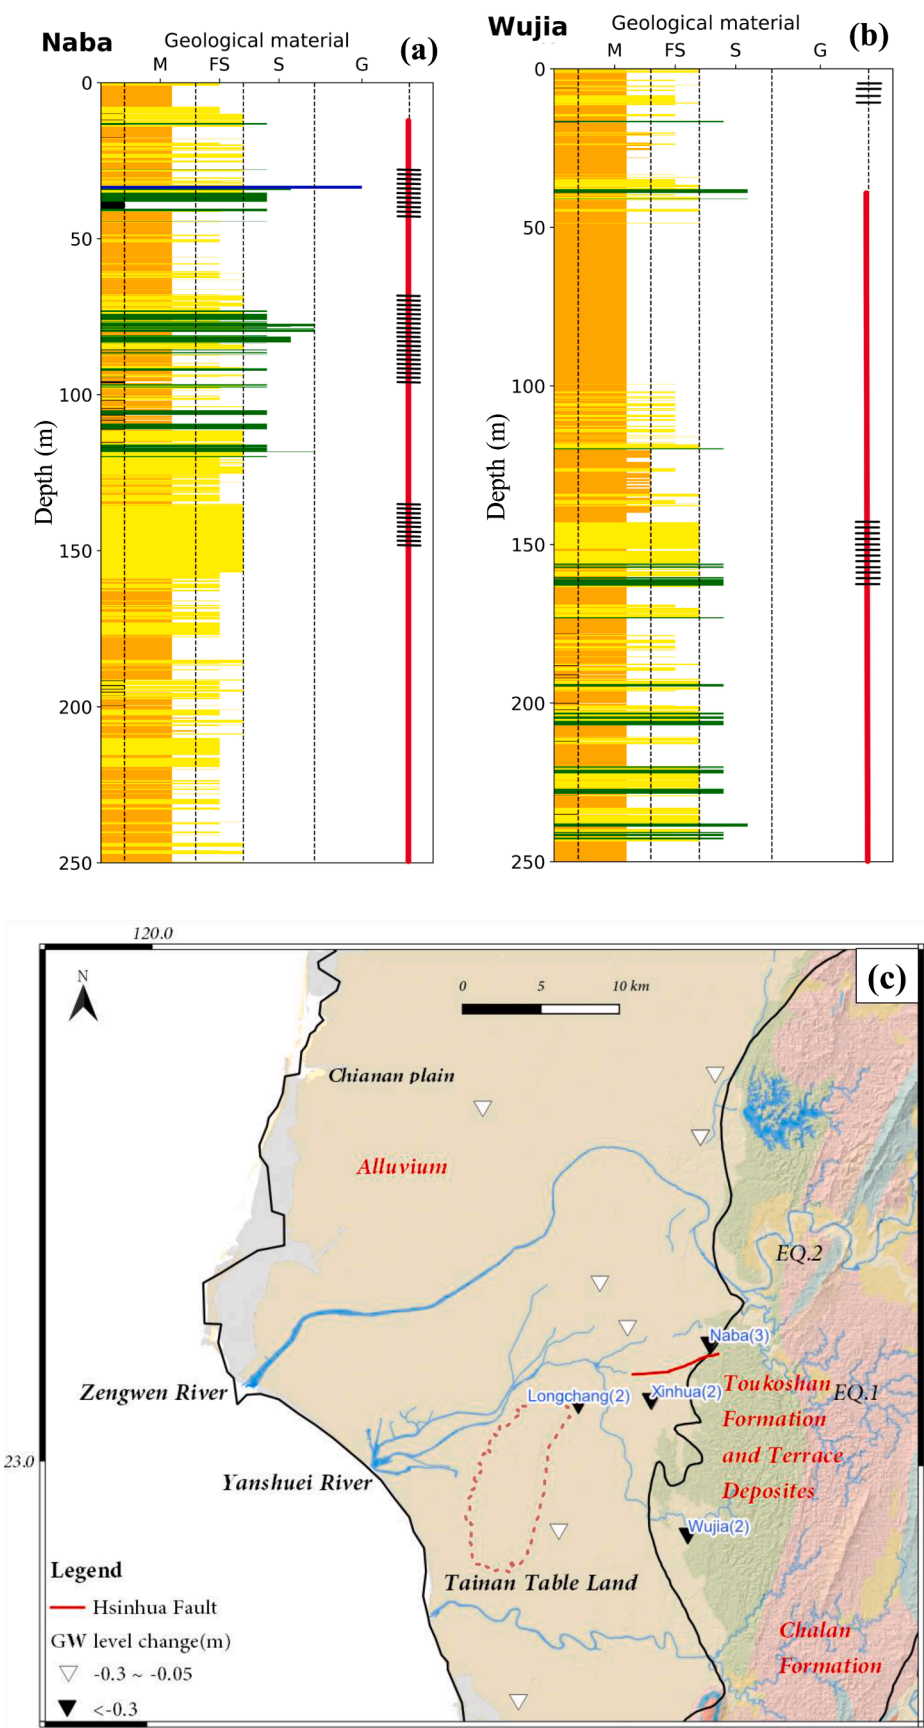 Naba
Geological material
(a)
M FS S G
0
50
100
150
200
250
Depth (m)
Wujia
Geological material
(b)
M FS S G
0
50
100
150
200
250
Depth (m)
120.0
(c)
N
0 5 10 km
Chianan plain
Alluvium
EQ.2
Naba(3)
Zengwen River
Longchang(2)
Xinhua(2)
Toukoshan
EQ.1
Formation
and Terrace
Deposites
23.0
Yanshuei River
Wujia(2)
Tainan Table Land
Legend
Hsinhua Fault
GW level change(m)
-0.3 ~ -0.05
<-0.3
Chalan
Formation